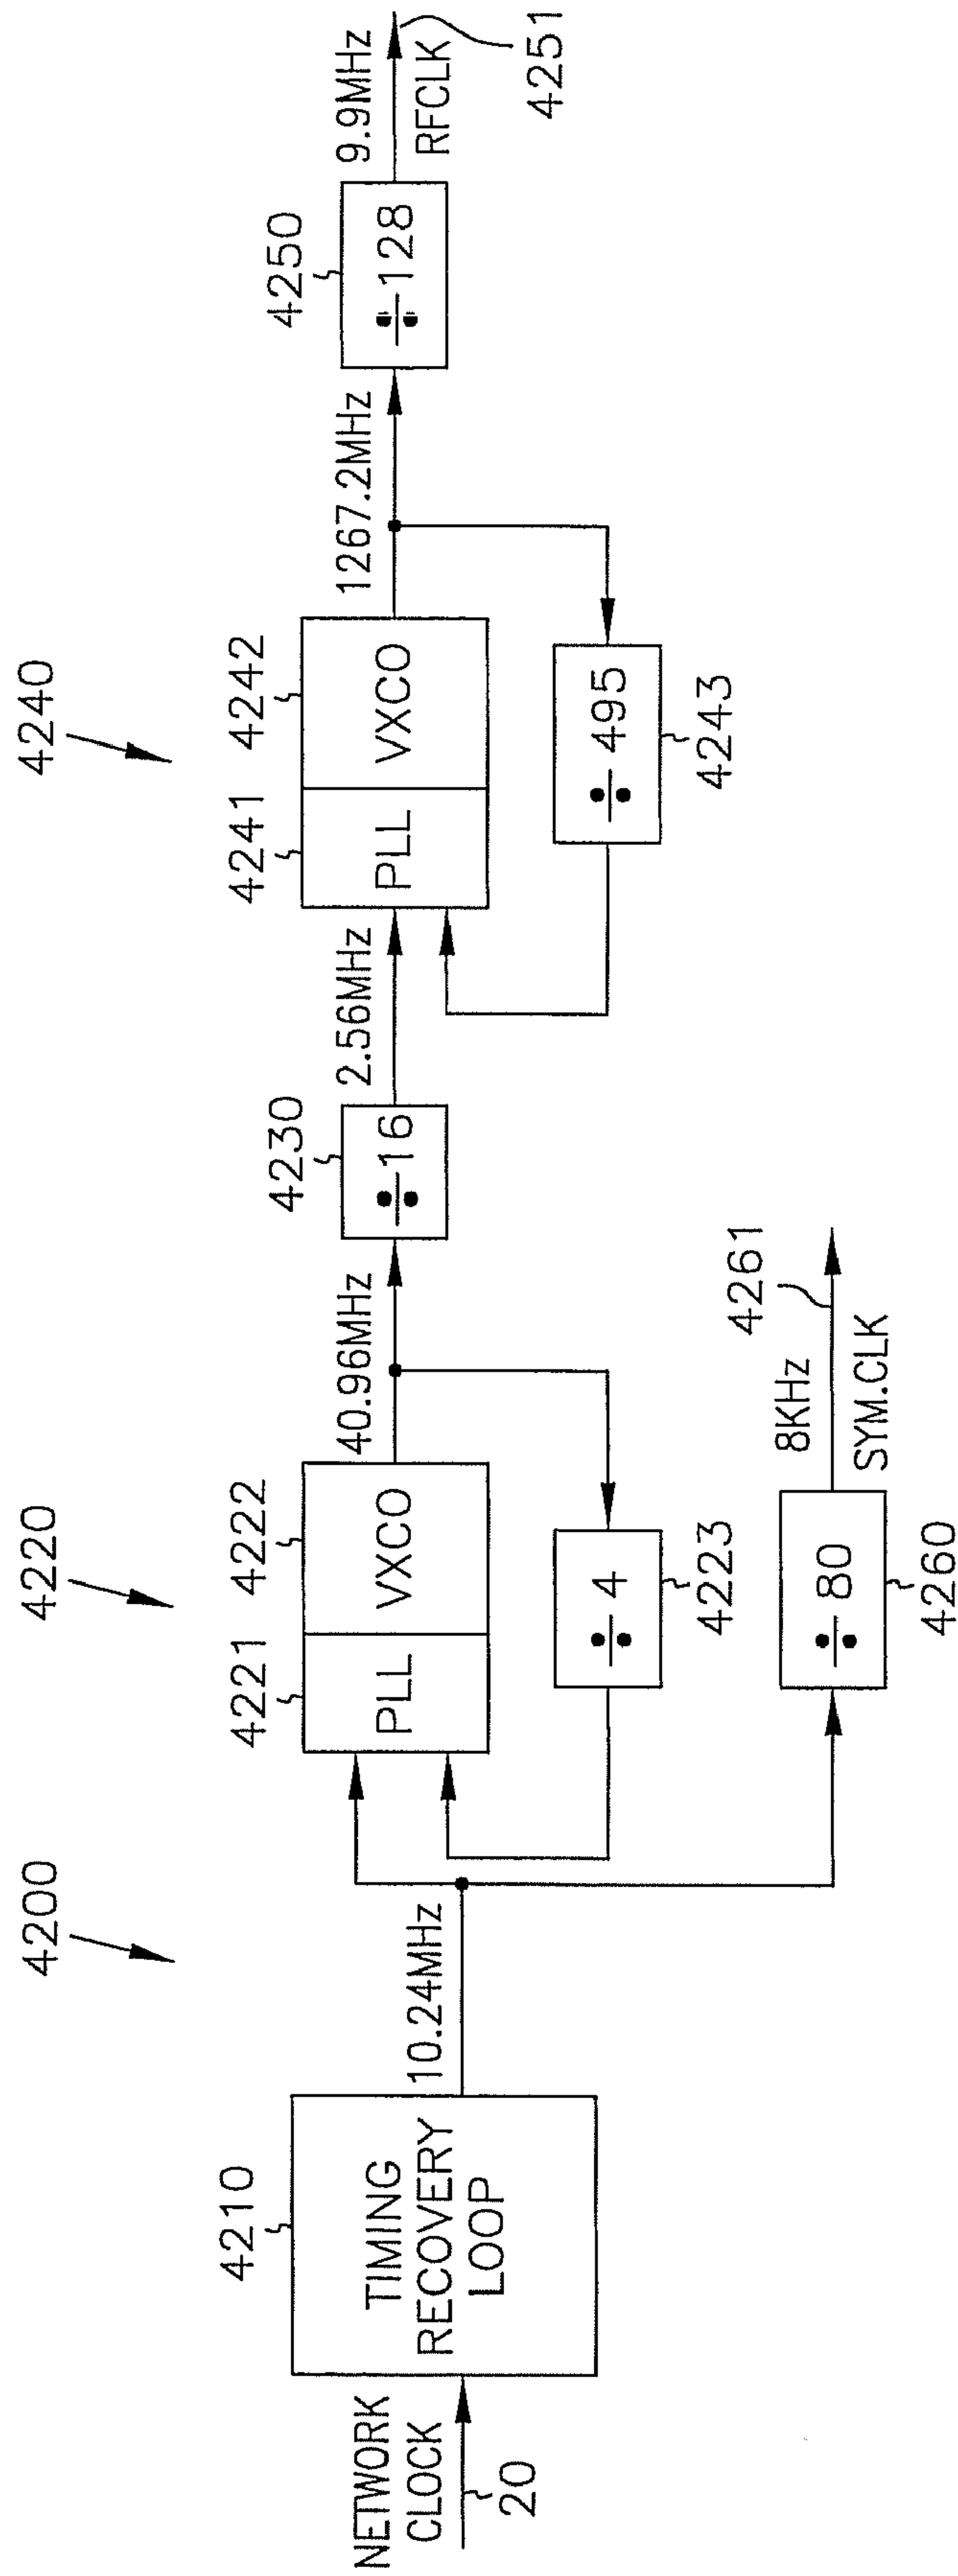 4200
4220
4240
NETWORK
CLOCK
20
4210
TIMING
RECOVERY
LOOP
10.24MHz
4221
4222
PLL
VXCO
÷ 4
4223
40.96MHz
÷ 80
4260
8KHz
SYM.CLK
4261
4230
÷16
2.56MHz
4241
4242
PLL
VXCO
÷ 495
4243
1267.2MHz
4250
÷128
9.9MHz
RFCLK
4251